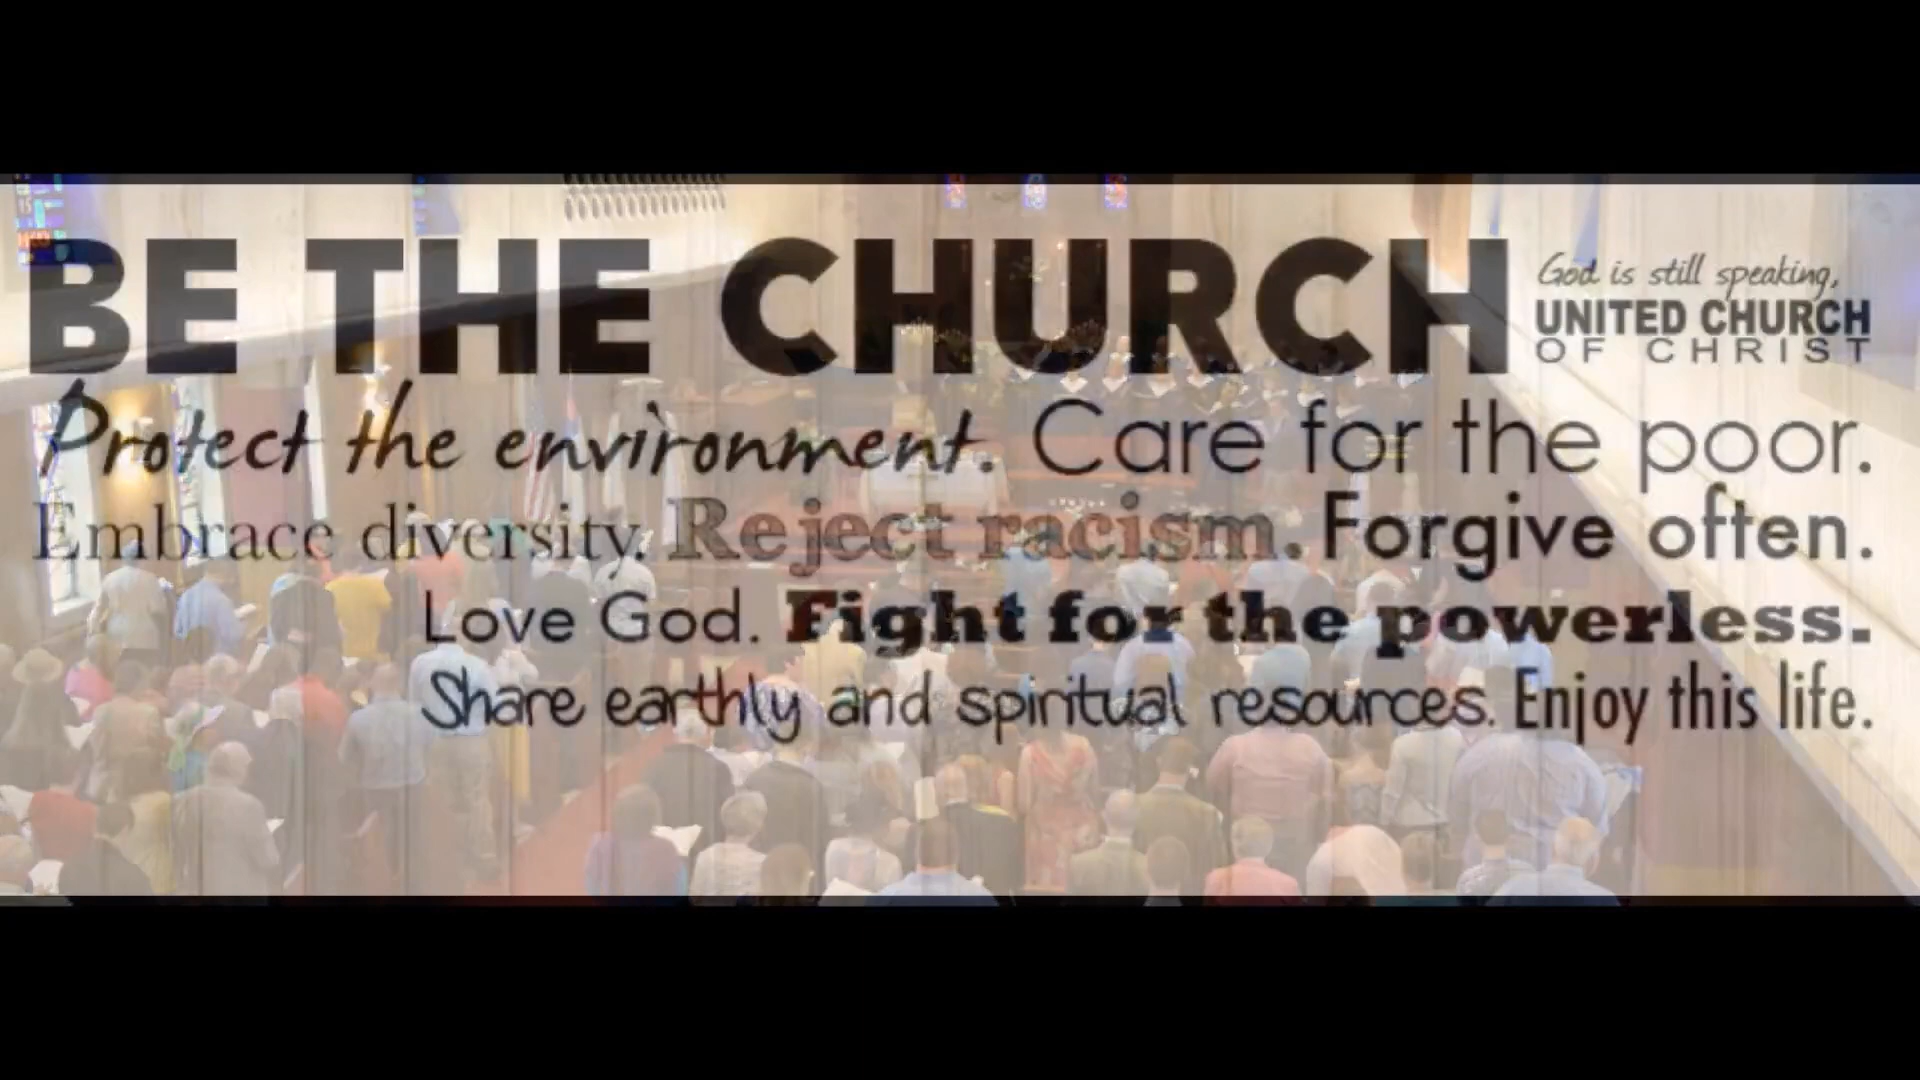 BE THE CHURCH
God is still speaking,
UNITED CHURCH
OF CHRIST
Protect the environment. Care for the poor.
Embrace diversity. Reject racism. Forgive often.
Love God. Fight for the powerless.
Share earthly and spiritual resources. Enjoy this life.